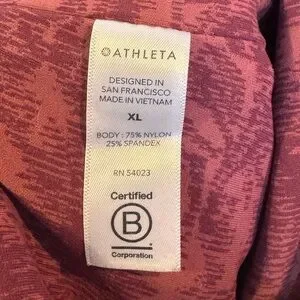 ATHLETA
DESIGNED IN
SAN FRANCISCO
MADE IN VIETNAM
XL
BODY : 75% NYLON
25% SPANDEX
RN 54023
Certified
B
Corporation